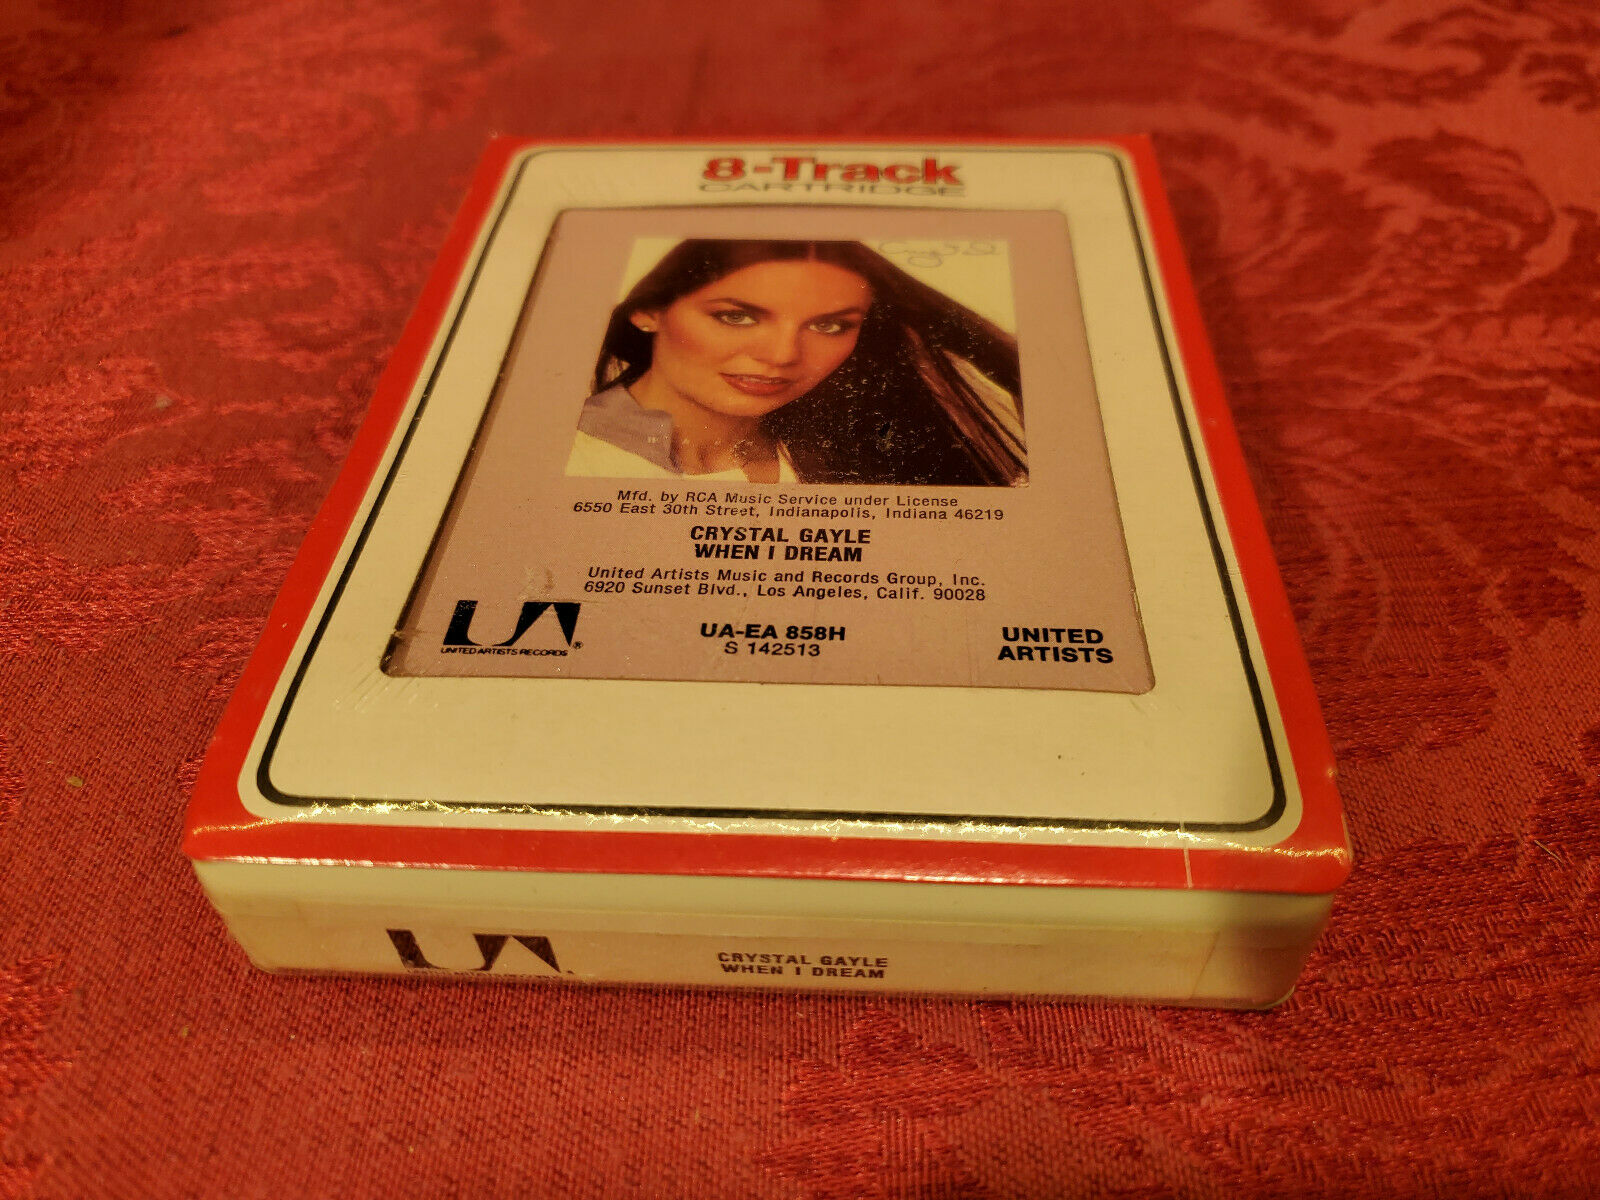 8-Track
CARTRIDGE
Mfd. by RCA Music Service under License
6550 East 30th Street, Indianapolis, Indiana 46219
CRYSTAL GAYLE
WHEN I DREAM
United Artists Music and Records Group, Inc.
6920 Sunset Blvd., Los Angeles, Calif. 90028
UA
UNITED ARTISTS RECORDS ®
UA-EA 858H
S 142513
UNITED
ARTISTS
UA
CRYSTAL GAYLE
WHEN I DREAM